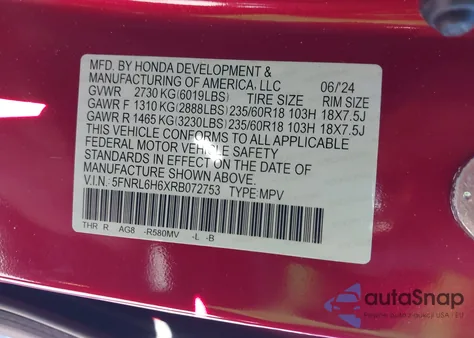 MFD. BY HONDA DEVELOPMENT &
MANUFACTURING OF AMERICA, LLC 06/'24
GVWR 2730 KG(6019LBS) TIRE SIZE RIM SIZE
GAWR F 1310 KG(2888LBS) 235/60R18 103H 18X7.5J
GAWR R 1465 KG(3230LBS) 235/60R18 103H 18X7.5J
THIS VEHICLE CONFORMS TO ALL APPLICABLE
FEDERAL MOTOR VEHICLE SAFETY
STANDARDS IN EFFECT ON THE DATE OF
MANUFACTURE SHOWN ABOVE.
V.I.N.: 5FNRL6H6XRB072753 TYPE:MPV
THR R AG8 -R580MV -L -B
autoSnap